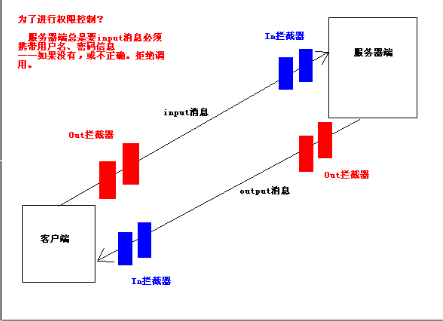 为了进行权限控制?
服务器端总是要input消息必须
携带用户名、密码信息
——如果没有,或不正确。拒绝调
用。
In拦截器
服务器端
input消息
Out拦截器
Out拦截器
output消息
客户端
In拦截器